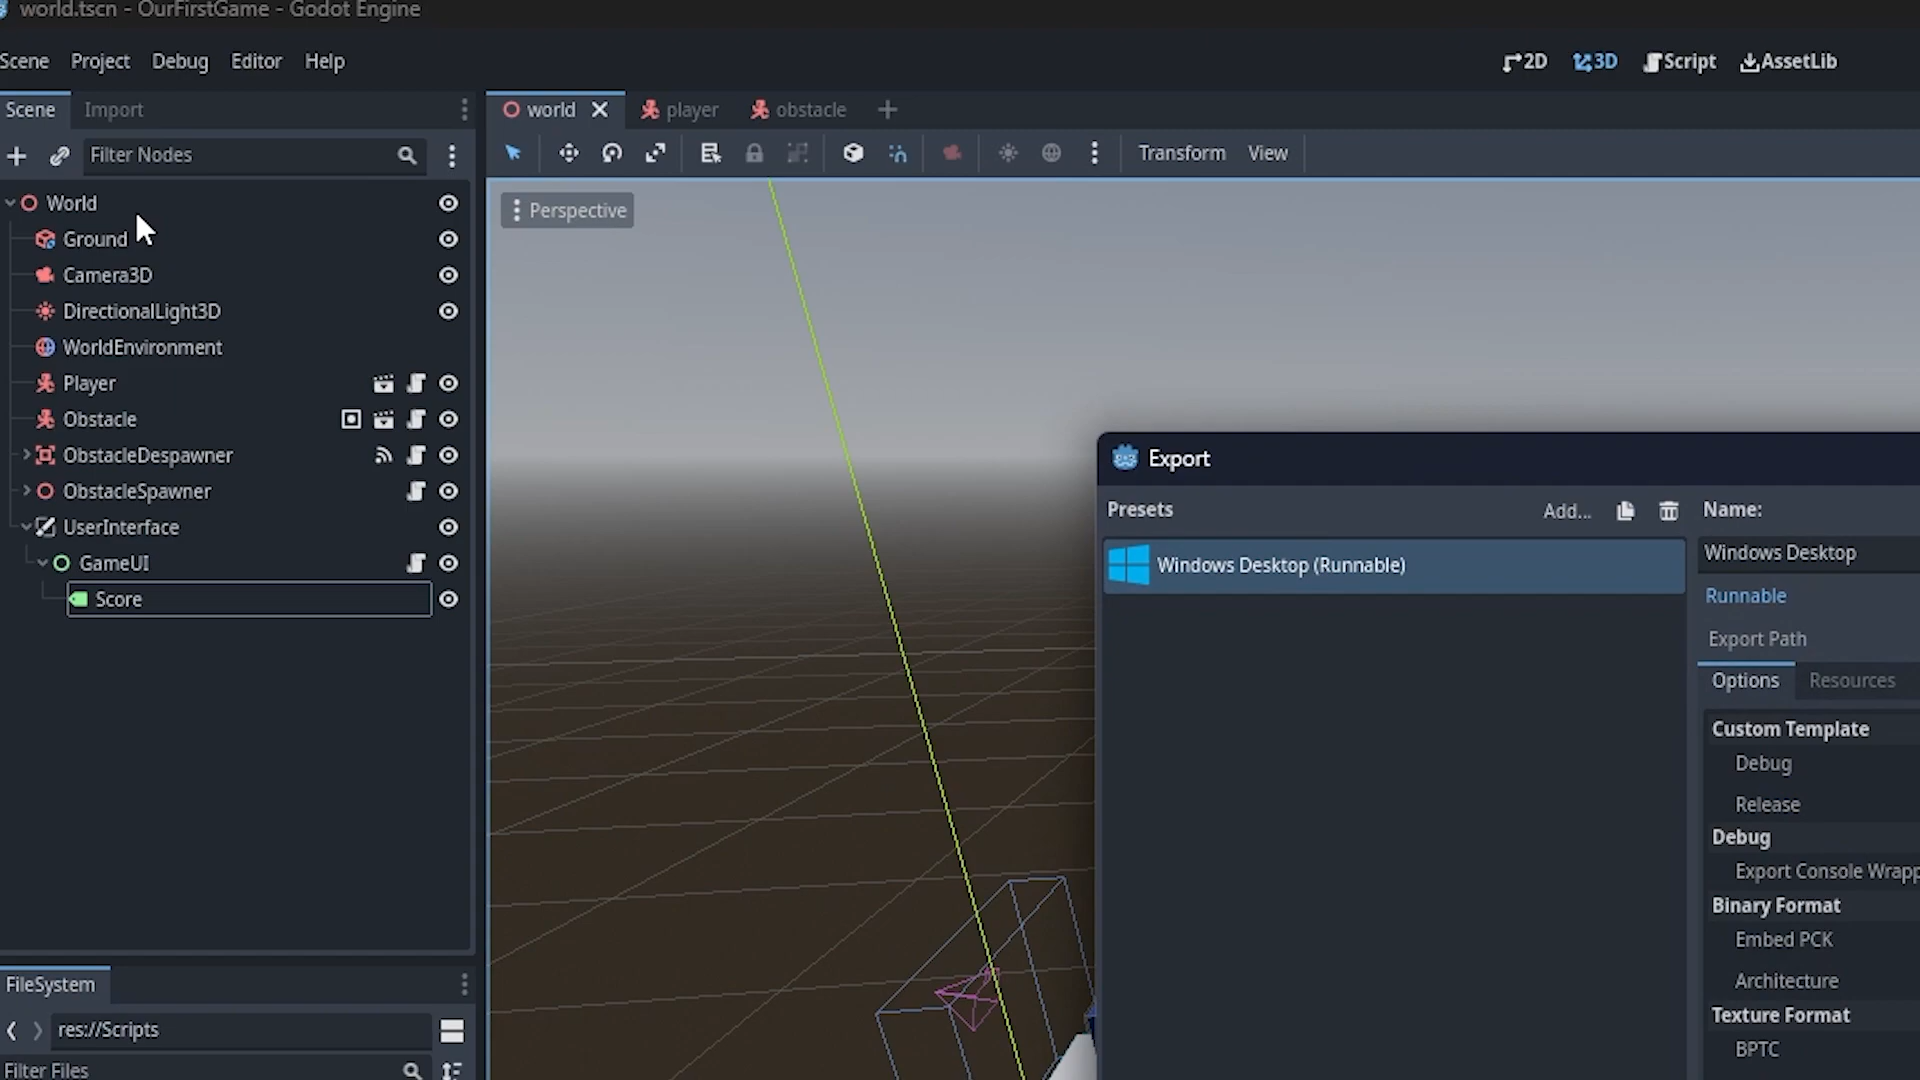 world.tscn - OurFirstGame - Godot Engine
Scene Project Debug Editor Help
2D 3D Script AssetLib
Scene Import
world player obstacle
Filter Nodes
Transform View
Perspective
World
Ground
Camera3D
DirectionalLight3D
WorldEnvironment
Player
Obstacle
ObstacleDespawner
ObstacleSpawner
UserInterface
GameUI
Score
FileSystem
res://Scripts
Filter Files
Export
Presets Add...
Windows Desktop (Runnable)
Name:
Windows Desktop
Runnable
Export Path
Options Resources
Custom Template
Debug
Release
Debug
Export Console Wrapp
Binary Format
Embed PCK
Architecture
Texture Format
BPTC